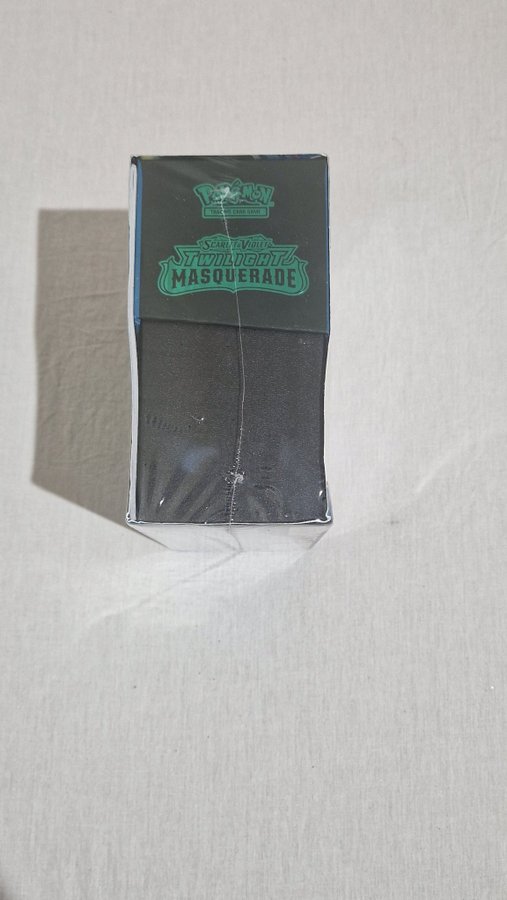 POKÉMON
TRADING CARD GAME
SCARLET & VIOLET
TWILIGHT
MASQUERADE